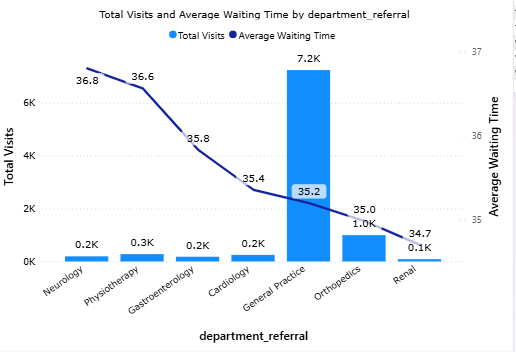 Total Visits and Average Waiting Time by department_referral
Total Visits Average Waiting Time
7.2K
37
36.8
36.6
6K
36
35.8
4K
35.4
35.2
35.0
35
2K
1.0K
34.7
0.2K
0.3K
0.2K
0.2K
0.1K
0K
Total Visits
Average Waiting Time
Neurology
Physiotherapy
Gastroenterology
Cardiology
General Practice
Orthopedics
Renal
department_referral